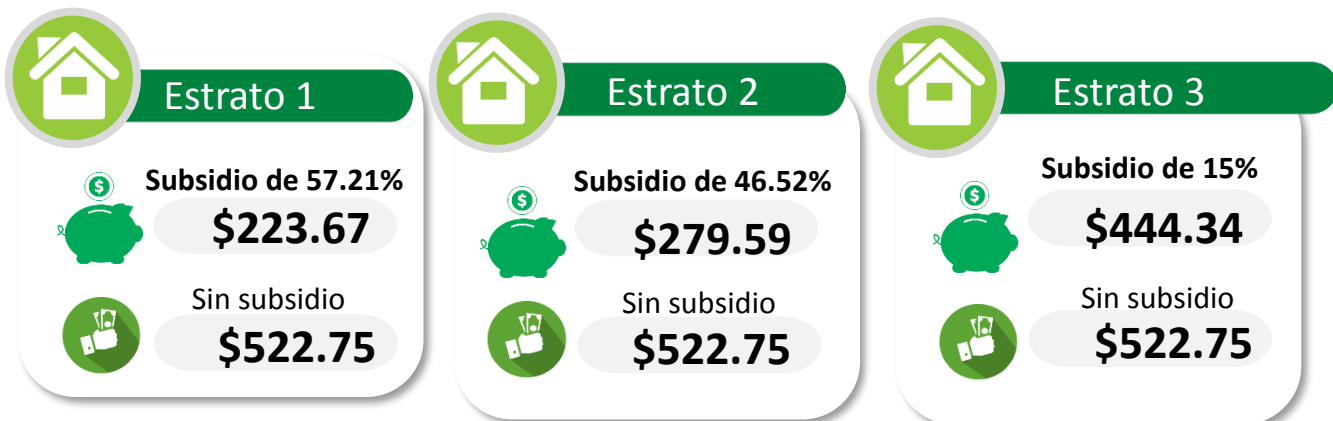 Estrato 1
Subsidio de 57.21%
$
$223.67
Sin subsidio
$522.75
Estrato 2
Subsidio de 46.52%
$
$279.59
Sin subsidio
$522.75
Estrato 3
Subsidio de 15%
$
$444.34
Sin subsidio
$522.75